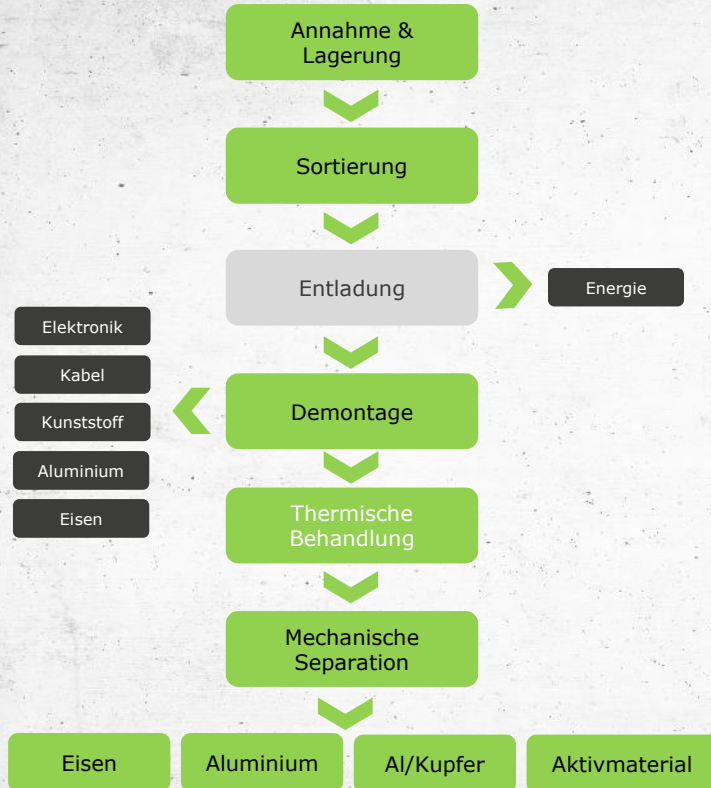 Annahme &
Lagerung
Sortierung
Entladung
Energie
Elektronik
Kabel
Kunststoff
Aluminium
Eisen
Demontage
Thermische
Behandlung
Mechanische
Separation
Eisen
Aluminium
Al/Kupfer
Aktivmaterial